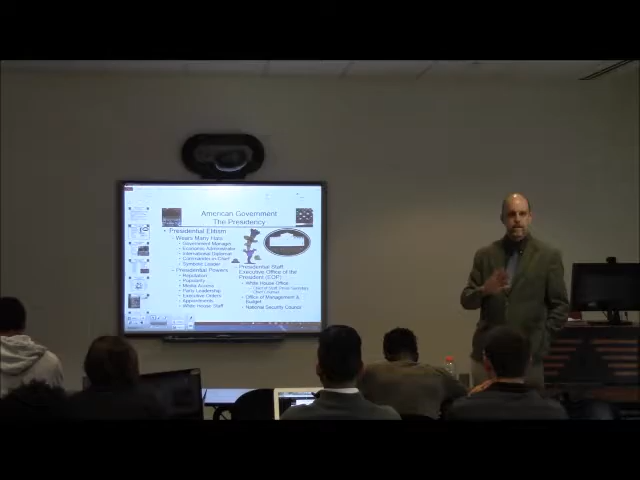 American Government
The Presidency
Presidential Elitism
Wears Many Hats
Government Manager
Economic Administrator
International Diplomat
Commander in Chief
Symbolic Leader
Presidential Powers
Reputation
Popularity
Media Access
Party Leadership
Executive Orders
Appointments
White House Staff
Presidential Staff
Executive Office of the
President (EOP)
White House Office
Office of Management &
Budget
National Security Council